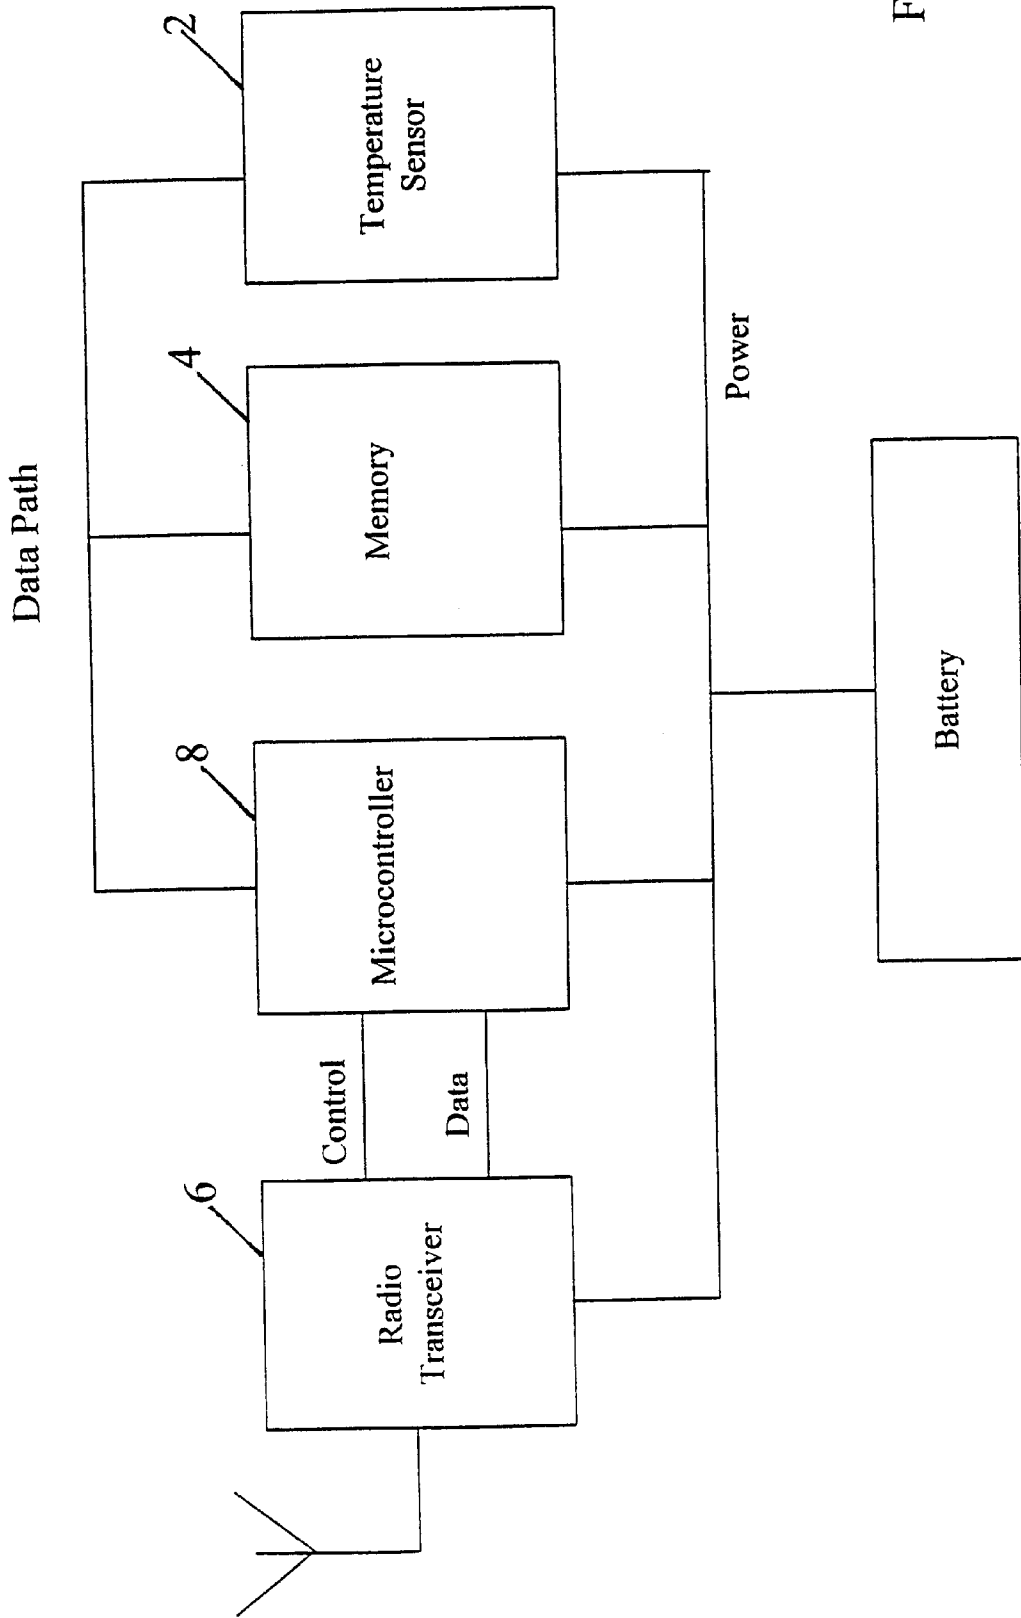 Data Path
6
8
4
2
Radio
Transceiver
Control
Data
Microcontroller
Memory
Temperature
Sensor
Power
Battery
F